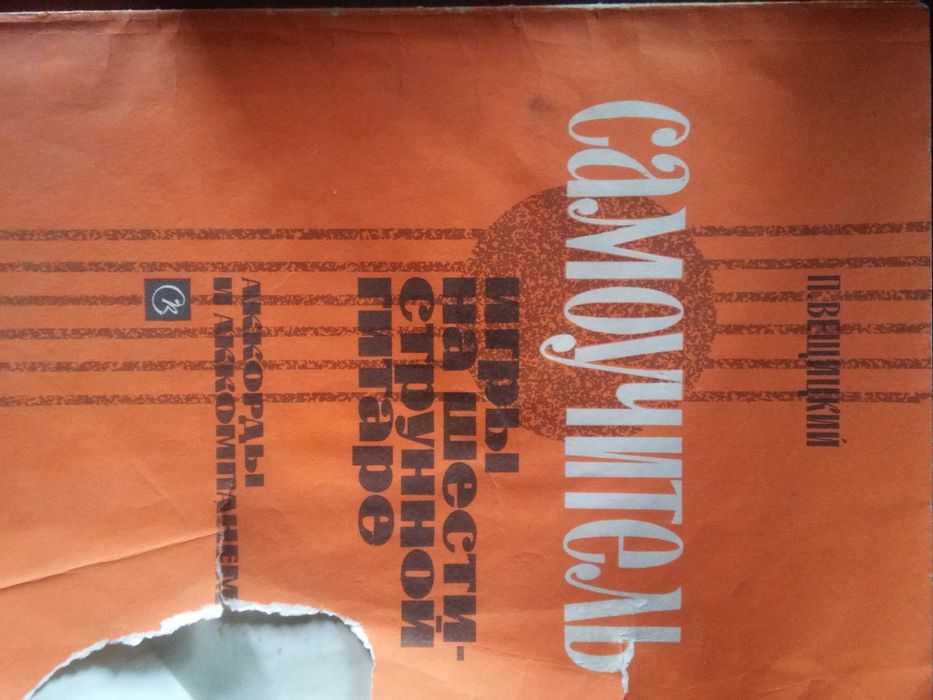 П. ВЕЩИЦКИЙ
самоучитель
игры
на шести-
струнной
гитаре
АККОРДЫ
И АККОМПАНЕМ